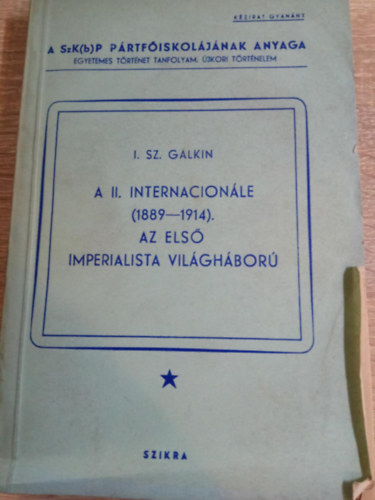 KÉZIRAT GYANÁNT
A SzK(b)P PÁRTFŐISKOLÁJÁNAK ANYAGA
EGYETEMES TÖRTÉNET TANFOLYAM. ÚJKORI TÖRTÉNELEM
I. SZ. GALKIN
A II. INTERNACIONÁLE
(1889—1914).
AZ ELSŐ
IMPERIALISTA VILÁGHÁBORÚ
SZIKRA